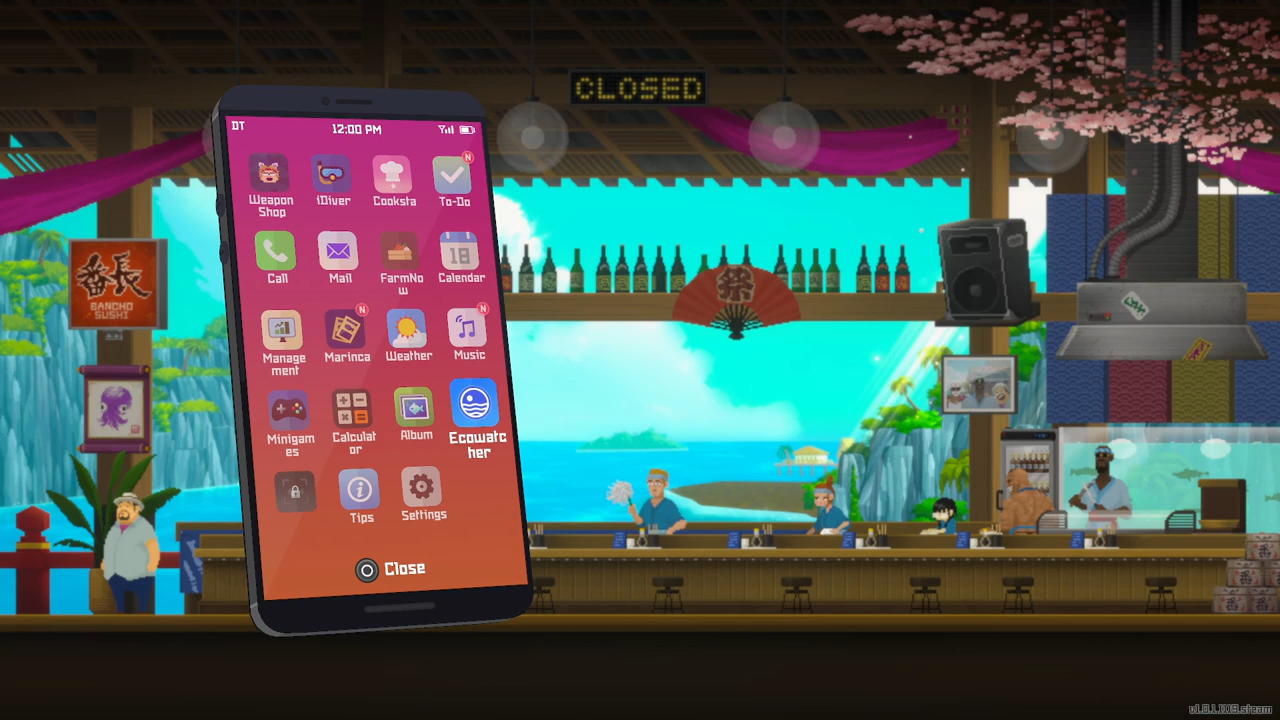 CLOSED
DT
12:00 PM
Weapon
Shop
iDiver
Cooksta
N
To-Do
Call
Mail
FarmNo
w
18
Calendar
Manage
ment
N
Marinca
Weather
N
Music
Minigam
es
Calculat
or
Album
Ecowatc
her
Tips
Settings
Close
番長
BANCHO
SUSHI
祭